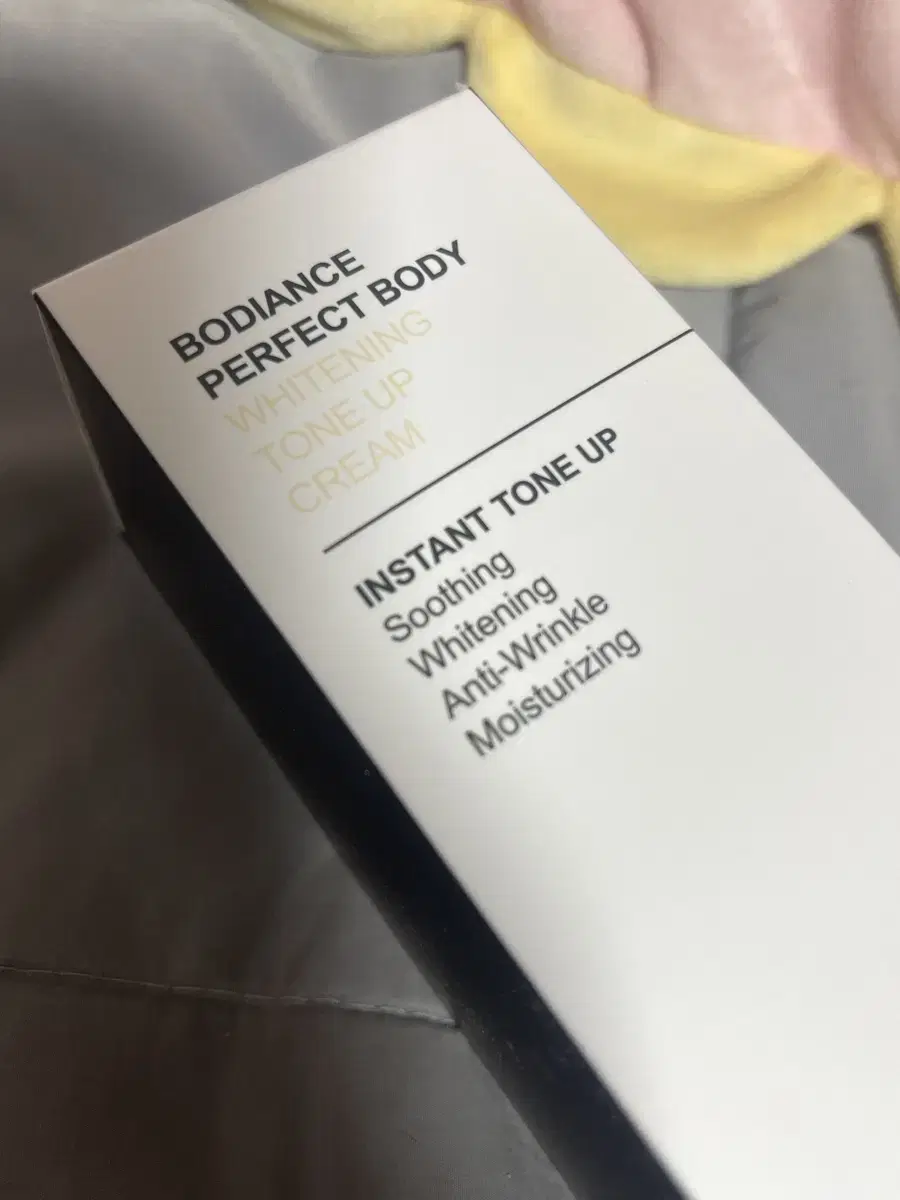 BODIANCE
PERFECT BODY
WHITENING
TONE UP
CREAM
INSTANT TONE UP
Soothing
Whitening
Anti-Wrinkle
Moisturizing